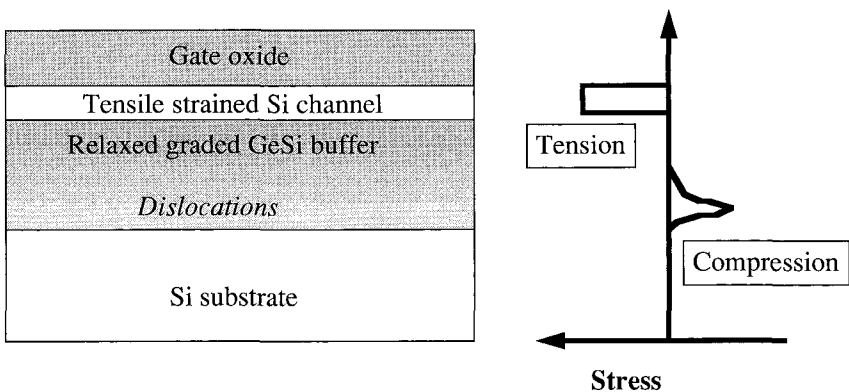 Gate oxide
Tensile strained Si channel
Relaxed graded GeSi buffer
Dislocations
Si substrate
Tension
Compression
Stress